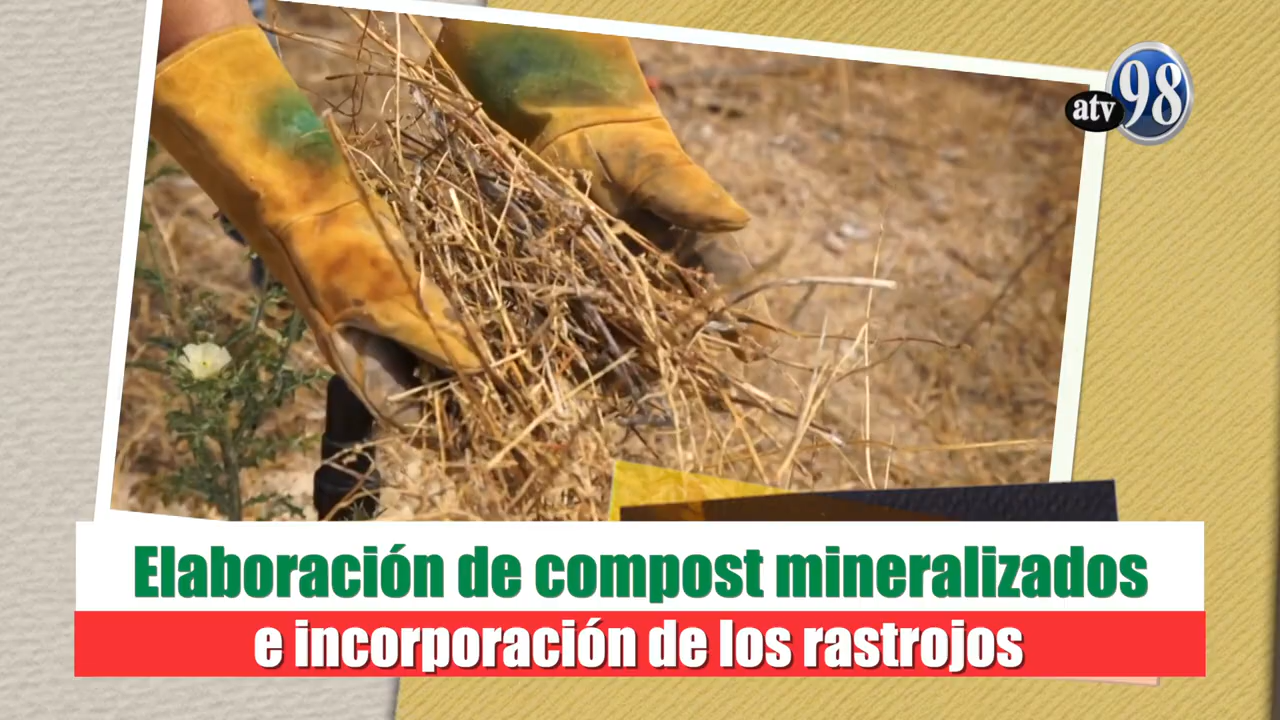 atv 98
Elaboración de compost mineralizados
e incorporación de los rastrojos